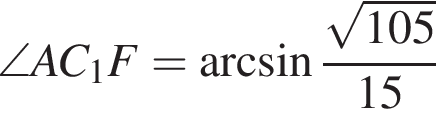 ∠AC₁F = arcsin √105/15